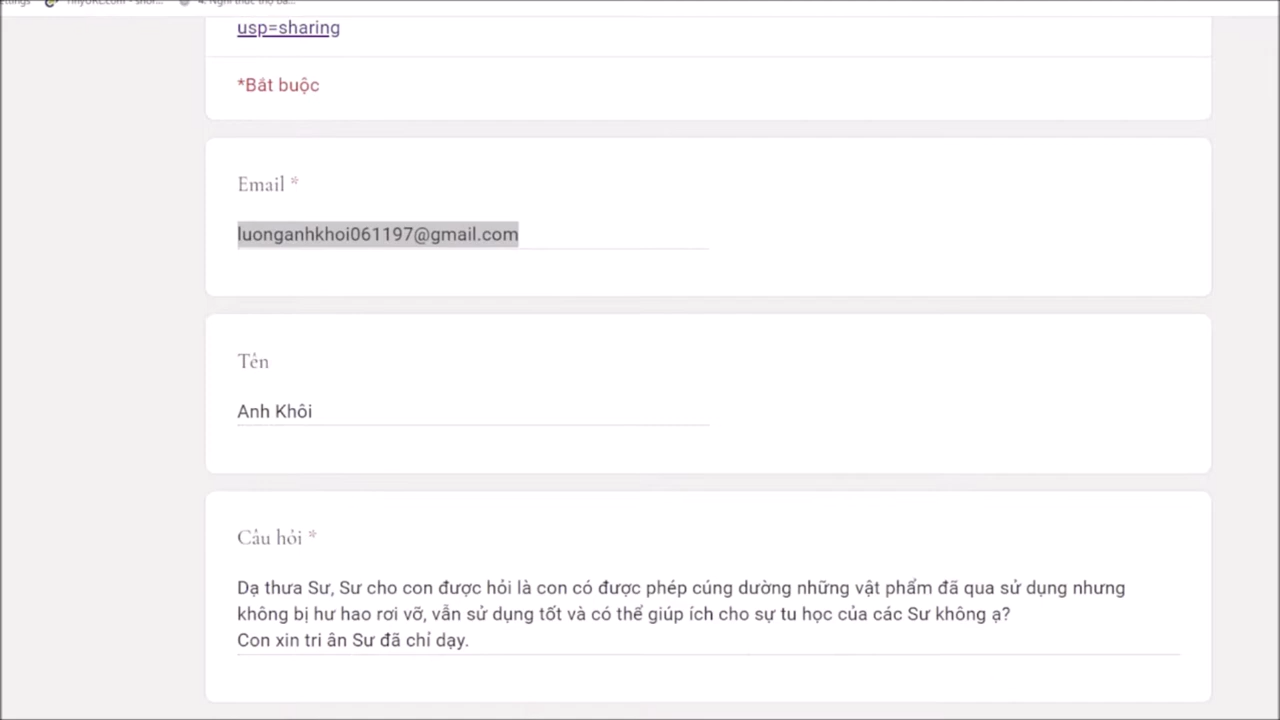 usp=sharing
*Bắt buộc
Email *
luonganhkhoi061197@gmail.com
Tên
Anh Khôi
Câu hỏi *
Dạ thưa Sư, Sư cho con được hỏi là con có được phép cúng dường những vật phẩm đã qua sử dụng nhưng
không bị hư hao rơi vỡ, vẫn sử dụng tốt và có thể giúp ích cho sự tu học của các Sư không ạ?
Con xin tri ân Sư đã chỉ dạy.